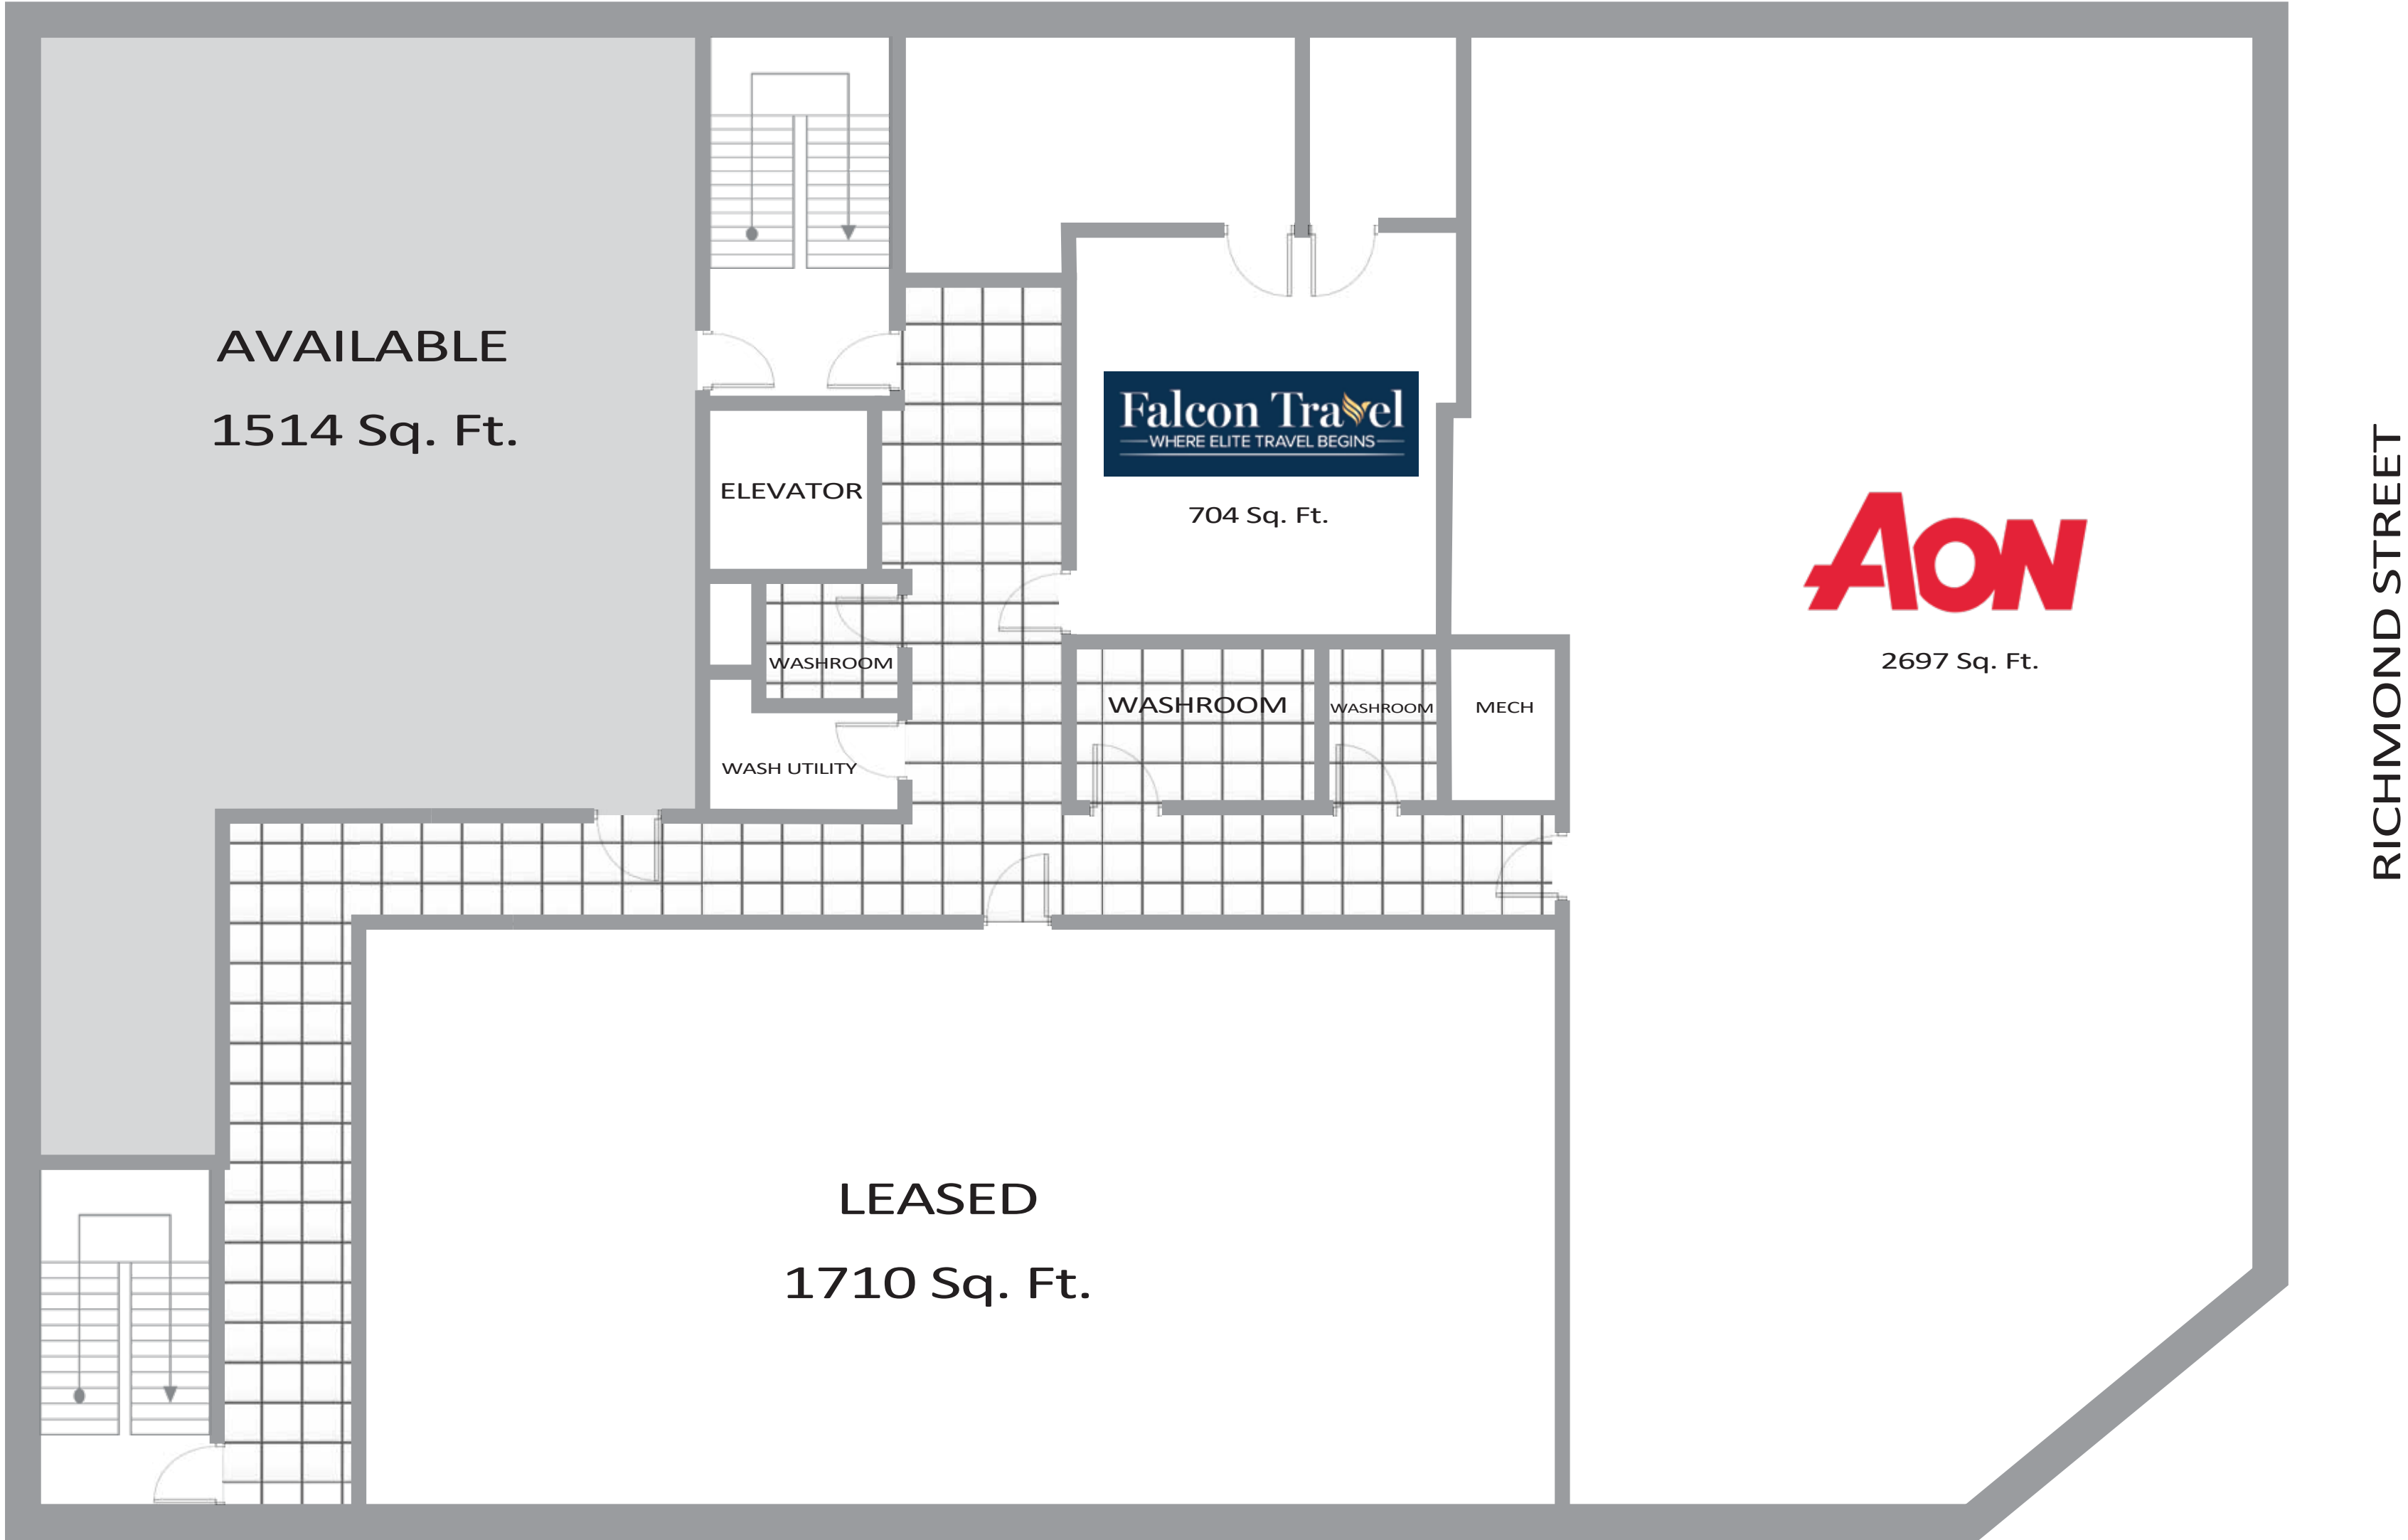 AVAILABLE
1514 Sq. Ft.
ELEVATOR
WASHROOM
WASH UTILITY
Falcon Travel
WHERE ELITE TRAVEL BEGINS
704 Sq. Ft.
WASHROOM
WASHROOM
MECH
AON
2697 Sq. Ft.
RICHMOND STREET
LEASED
1710 Sq. Ft.